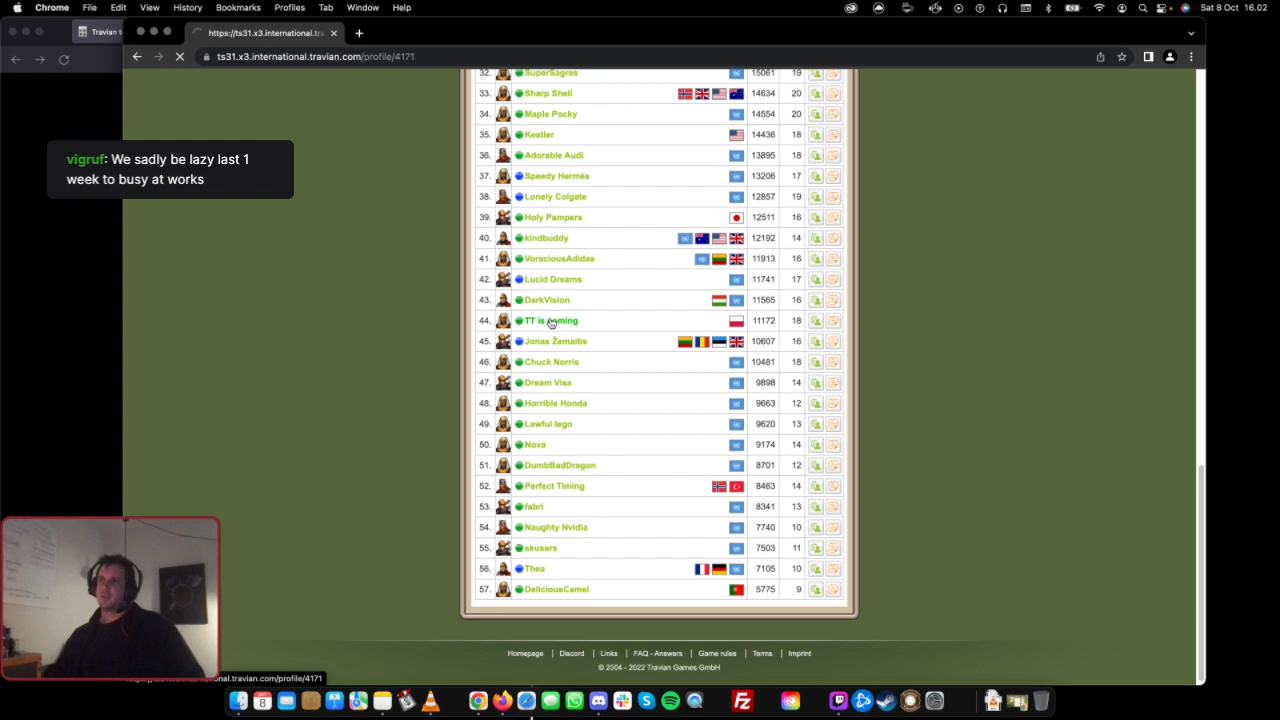 Chrome File Edit View History Bookmarks Profiles Tab Window Help Sat 8 Oct 16.02
Travian t
https://ts31.x3.international.tra
ts31.x3.international.travian.com/profile/4171
32. SuperSagres 15061 19
33. Sharp Shell 14634 20
34. Maple Pocky 14554 20
35. Kestler 14436 18
36. Adorable Audi 13895 18
37. Speedy Hermès 13206 17
38. Lonely Colgate 12857 19
39. Holy Pampers 12511 16
40. kindbuddy 12192 14
41. VoraciousAdidas 11913 16
42. Lucid Dreams 11741 17
43. DarkVision 11565 16
44. TT is coming 11172 18
45. Jonas Žemaitis 10607 16
46. Chuck Norris 10481 18
47. Dream Visa 9898 14
48. Horrible Honda 9663 12
49. Lawful lego 9620 13
50. Nova 9174 14
51. DumbBadDragon 8701 12
52. Perfect Timing 8463 14
53. fabri 8341 13
54. Naughty Nvidia 7740 10
55. skusers 7503 11
56. Thea 7105 10
57. DeliciousCamel 5775 9
vigruf: We sadly be lazy last 1
week to busy at works
Homepage | Discord | Links | FAQ - Answers | Game rules | Terms | Imprint
© 2004 - 2022 Travian Games GmbH